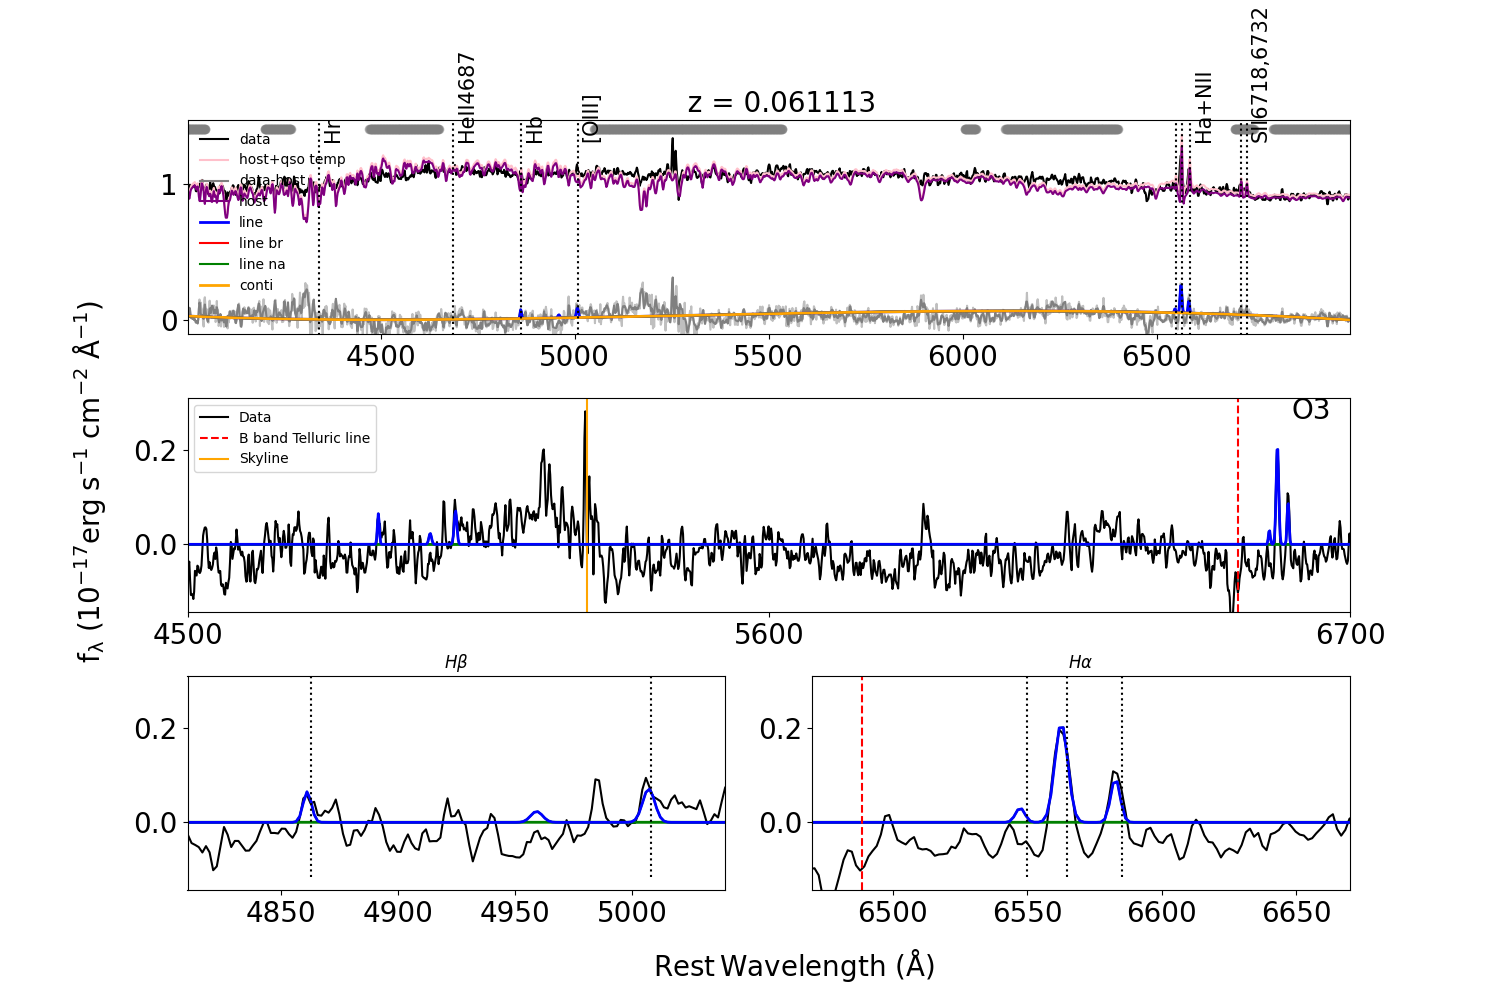 z = 0.061113
Hr
HeII4687
Hb
[OIII]
Ha+NII
SII6718,6732
data
host+qso temp
data-host
host
line
line br
line na
conti
1
0
4500 5000 5500 6000 6500
Data
B band Telluric line
Skyline
O3
0.2
0.0
4500 5600 6700
fλ (10⁻¹⁷erg s⁻¹ cm⁻² Å⁻¹)
Hβ
0.2
0.0
4850 4900 4950 5000
Hα
0.2
0.0
6500 6550 6600 6650
Rest Wavelength (Å)